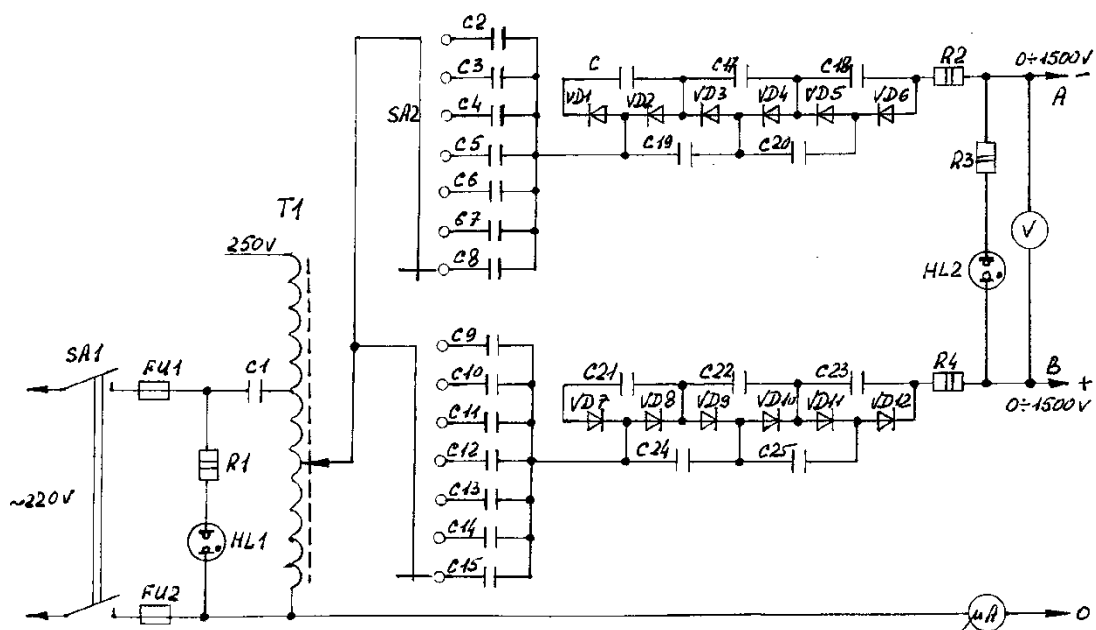 C2
C3
C4
C5
C6
67
C8
SA2
C
C17
C18
R2
0÷1500V
A
−
VD1
VD2
VD3
VD4
VD5
VD6
C19
C20
R3
V
HL2
T1
250V
SA1
FU1
C1
R1
HL1
~220V
FU2
C9
C10
C11
C12
C13
C14
C15
C21
C22
C23
R4
B
+
0÷1500V
VD7
VD8
VD9
VD10
VD11
VD12
C24
C25
μA
0